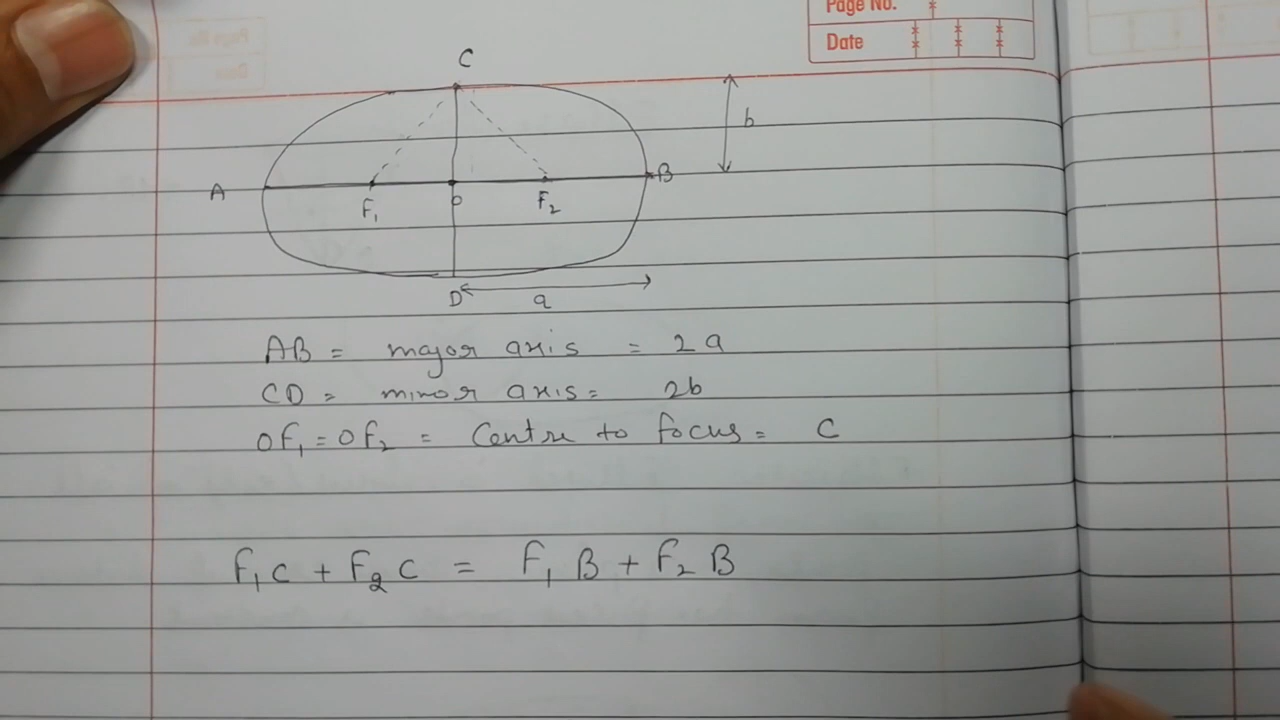 Page No.
Date
C
b
A
B
F₁
O
F₂
D
a
AB = major axis = 2a
CD = minor axis = 2b
OF₁ = OF₂ = Centre to focus = C
F₁C + F₂C = F₁B + F₂B